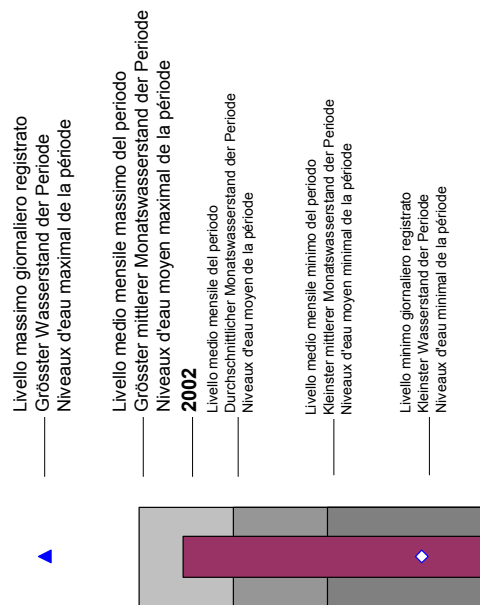 Livello massimo giornaliero registrato
Grösster Wasserstand der Periode
Niveaux d'eau maximal de la période
Livello medio mensile massimo del periodo
Grösster mittlerer Monatswasserstand der Periode
Niveaux d'eau moyen maximal de la période
2002
Livello medio mensile del periodo
Durchschnittlicher Monatswasserstand der Periode
Niveaux d'eau moyen de la période
Livello medio mensile minimo del periodo
Kleinster mittlerer Monatswasserstand der Periode
Niveaux d'eau moyen minimal de la période
Livello minimo giornaliero registrato
Kleinster Wasserstand der Periode
Niveaux d'eau minimal de la période